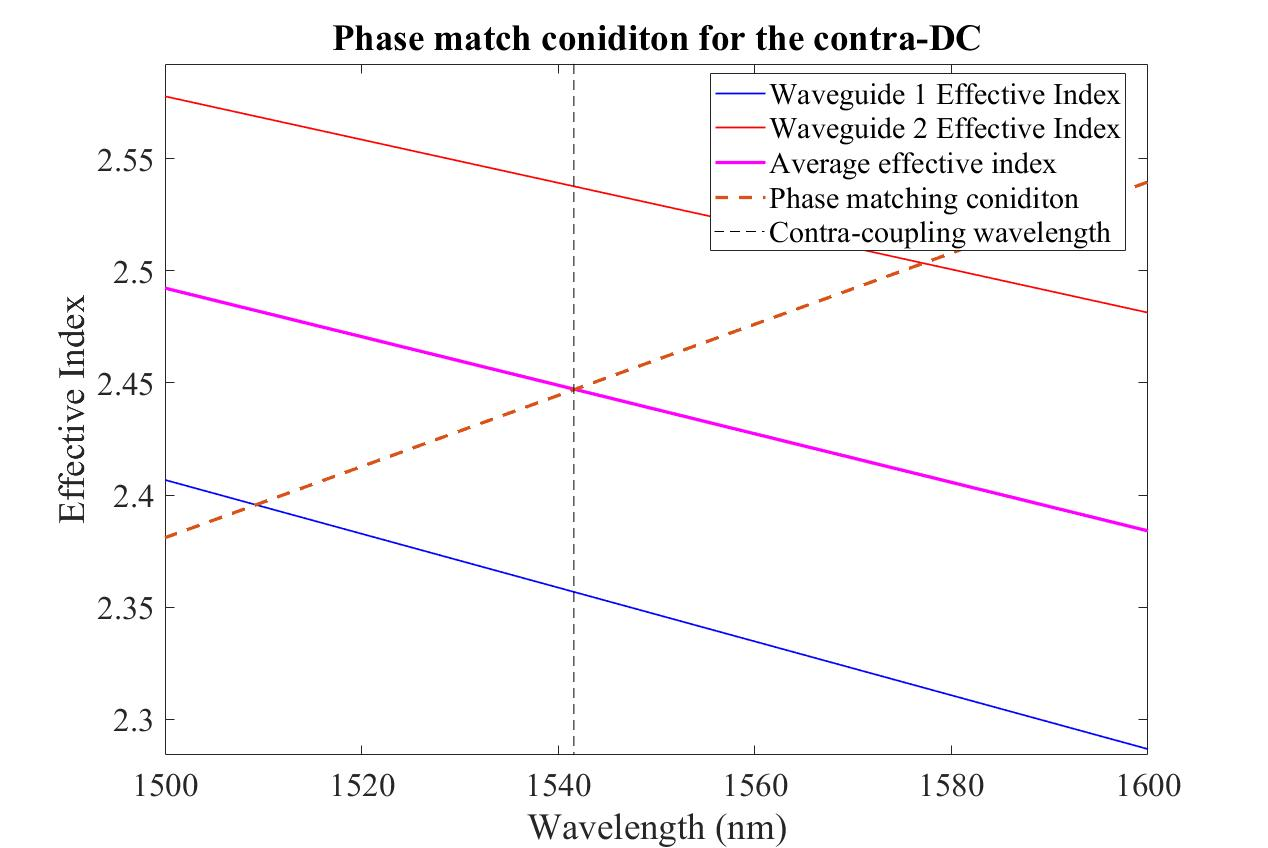 Phase match coniditon for the contra-DC
Waveguide 1 Effective Index
Waveguide 2 Effective Index
Average effective index
Phase matching coniditon
Contra-coupling wavelength
Effective Index
2.55
2.5
2.45
2.4
2.35
2.3
1500 1520 1540 1560 1580 1600
Wavelength (nm)